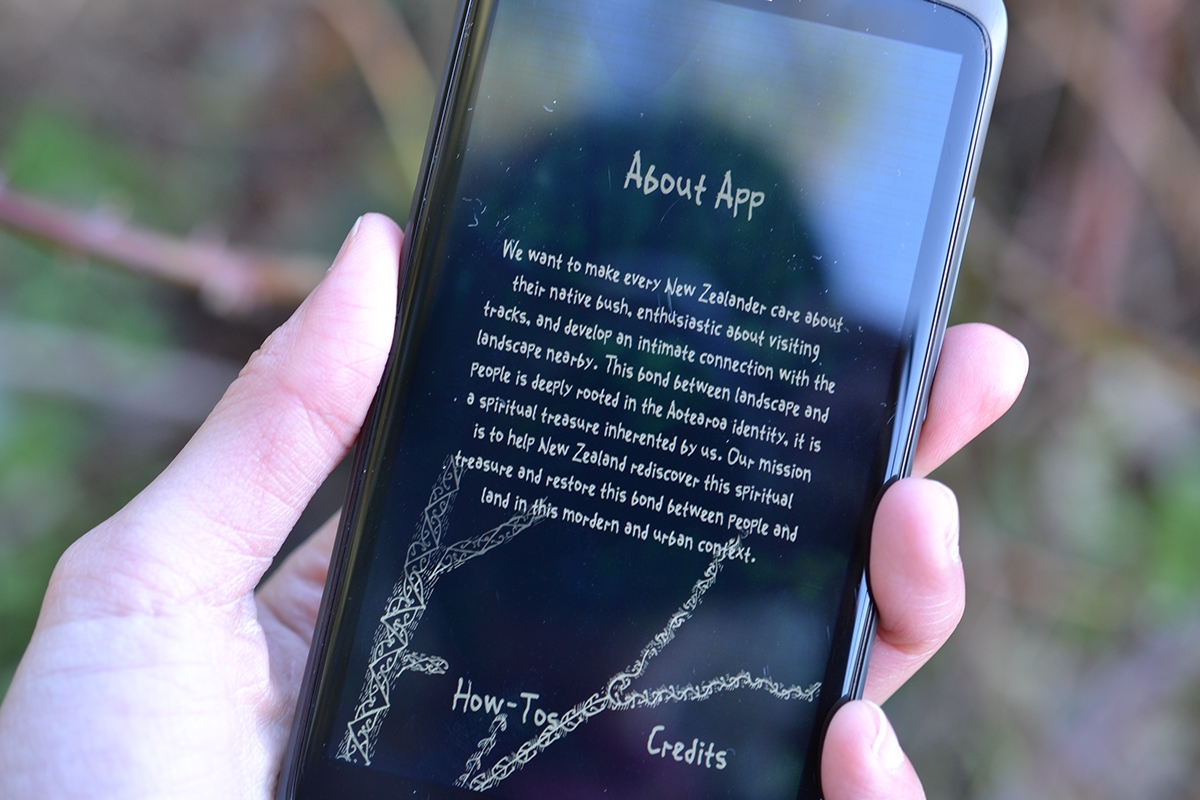 About App
We want to make every New Zealander care about
their native bush, enthusiastic about visiting
tracks, and develop an intimate connection with the
landscape nearby. This bond between landscape and
people is deeply rooted in the Aotearoa identity, it is
a spiritual treasure inherented by us. Our mission
is to help New Zealand rediscover this spiritual
treasure and restore this bond between people and
land in this mordern and urban context.
How-Tos
Credits